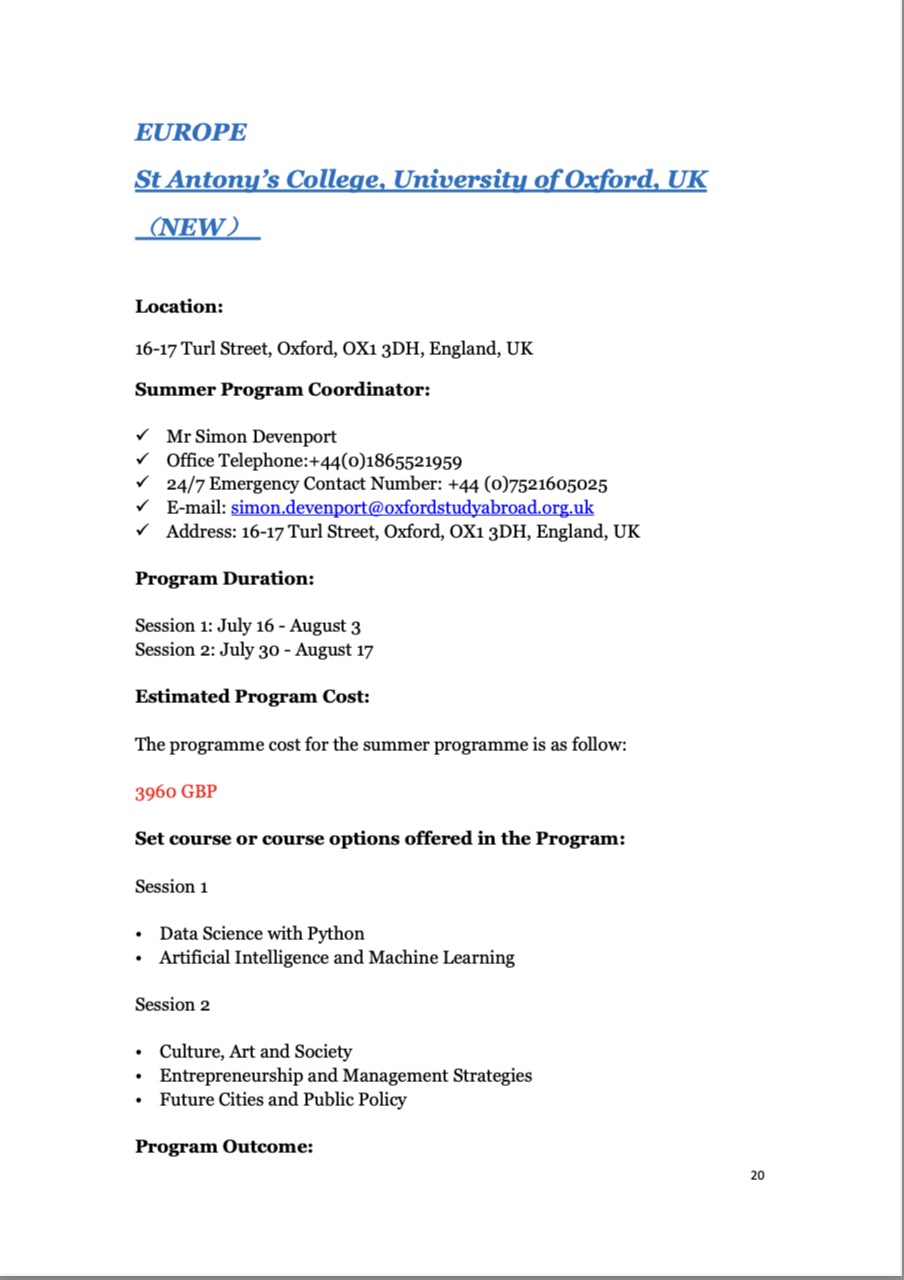 EUROPE
St Antony’s College, University of Oxford, UK
（NEW）
Location:
16-17 Turl Street, Oxford, OX1 3DH, England, UK
Summer Program Coordinator:
✓ Mr Simon Devenport
✓ Office Telephone:+44(0)1865521959
✓ 24/7 Emergency Contact Number: +44 (0)7521605025
✓ E-mail: simon.devenport@oxfordstudyabroad.org.uk
✓ Address: 16-17 Turl Street, Oxford, OX1 3DH, England, UK
Program Duration:
Session 1: July 16 - August 3
Session 2: July 30 - August 17
Estimated Program Cost:
The programme cost for the summer programme is as follow:
3960 GBP
Set course or course options offered in the Program:
Session 1
• Data Science with Python
• Artificial Intelligence and Machine Learning
Session 2
• Culture, Art and Society
• Entrepreneurship and Management Strategies
• Future Cities and Public Policy
Program Outcome:
20